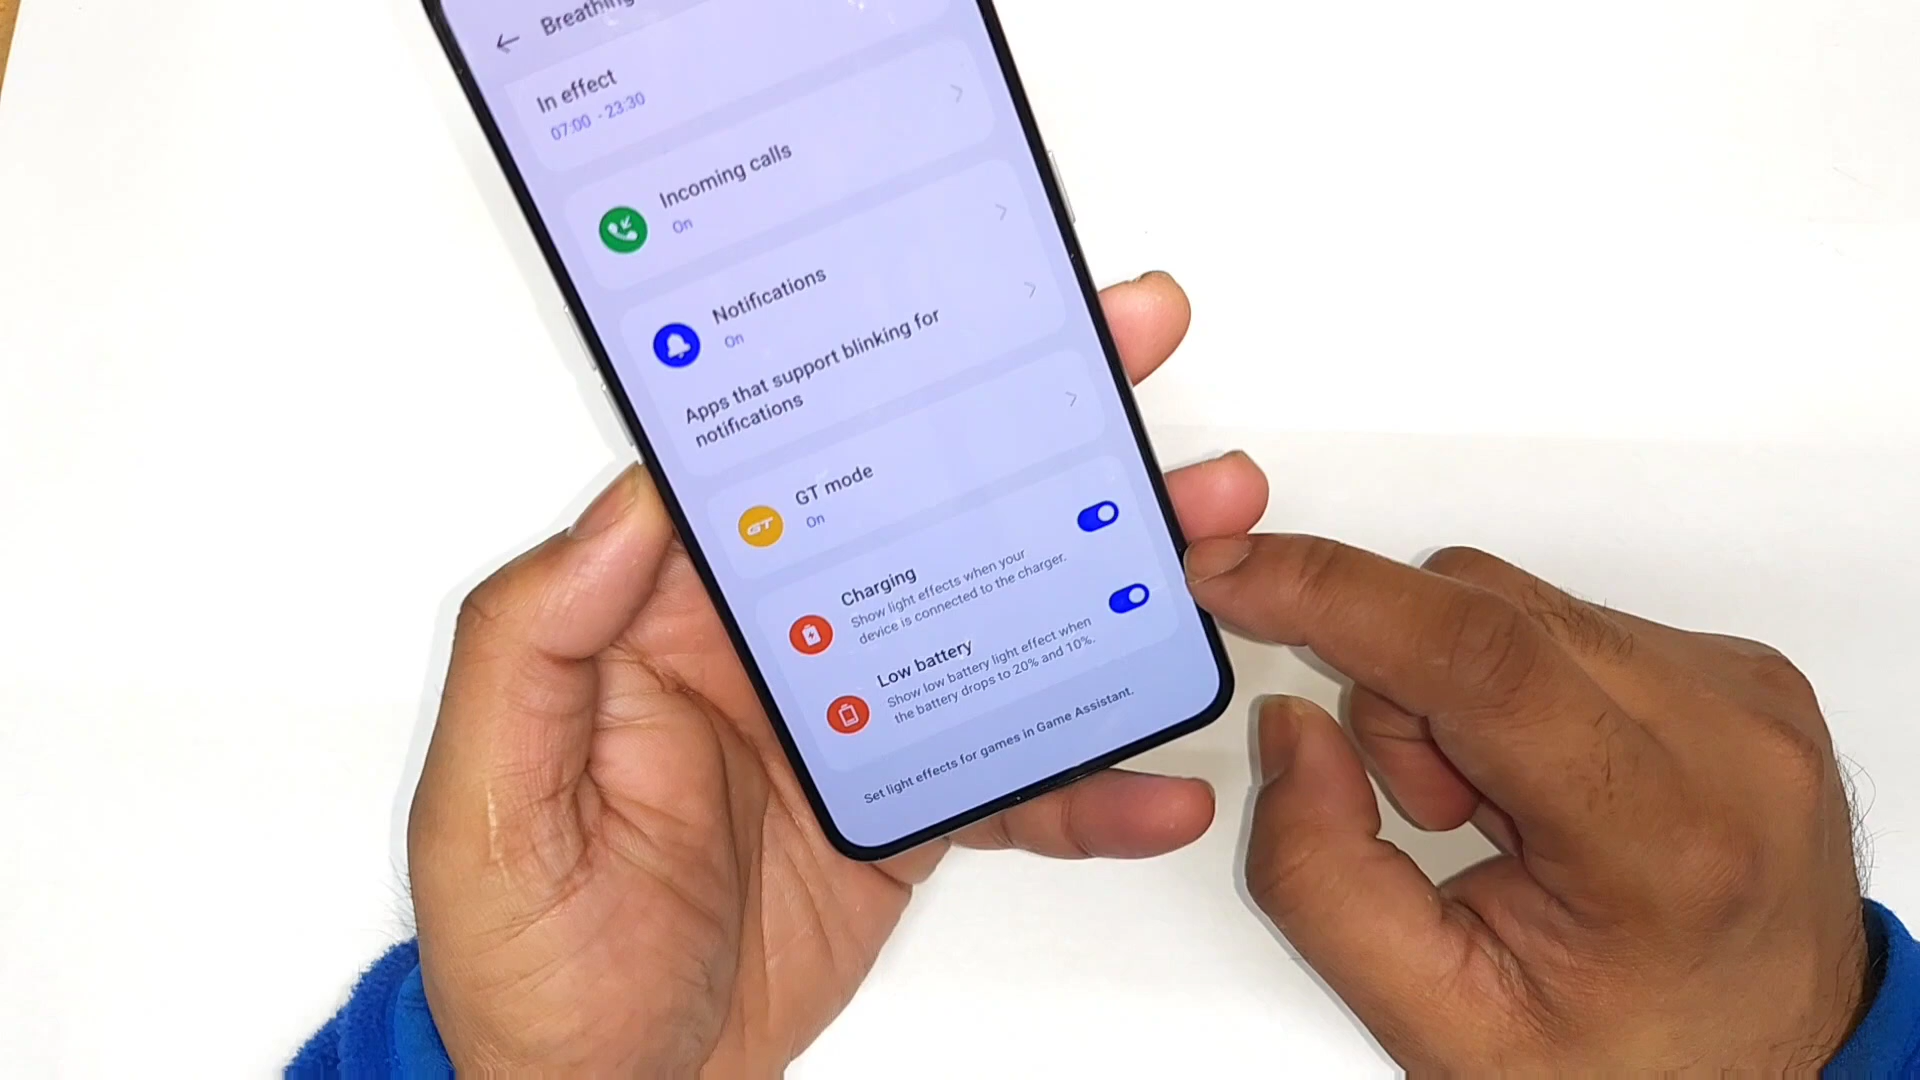 Breathing
In effect
07:00 - 23:30
Incoming calls
On
Notifications
On
Apps that support blinking for
notifications
GT mode
GT
On
Charging
Show light effects when your
device is connected to the charger.
Low battery
Show low battery light effect when
the battery drops to 20% and 10%.
Set light effects for games in Game Assistant.